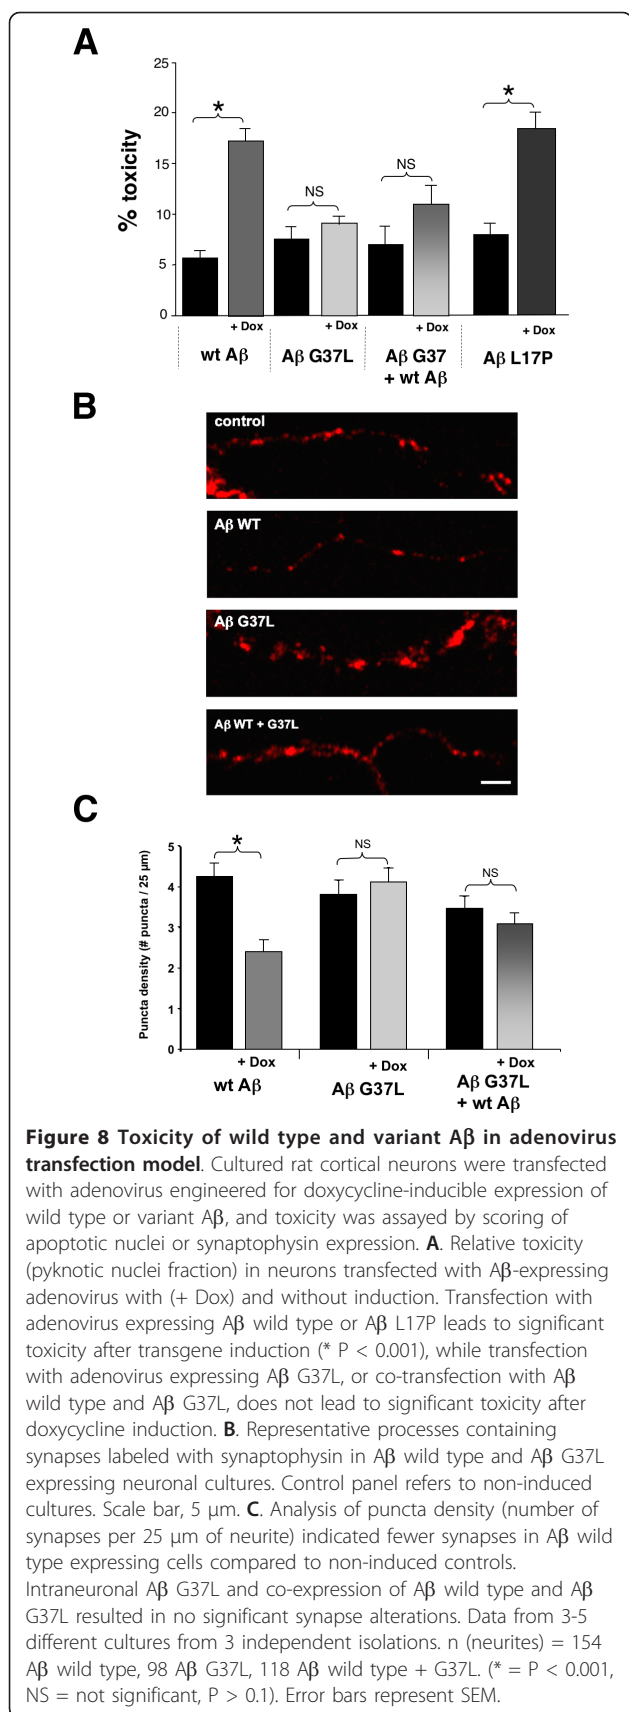 A
% toxicity
25
20
15
10
5
0
*
NS
NS
*
+ Dox
+ Dox
+ Dox
+ Dox
wt Aβ
Aβ G37L
Aβ G37
+ wt Aβ
Aβ L17P
B
control
Aβ WT
Aβ G37L
Aβ WT + G37L
C
Puncta density (# puncta / 25 µm)
5
4
3
2
1
0
*
NS
NS
+ Dox
+ Dox
+ Dox
wt Aβ
Aβ G37L
Aβ G37L
+ wt Aβ
Figure 8 Toxicity of wild type and variant Aβ in adenovirus
transfection model. Cultured rat cortical neurons were transfected
with adenovirus engineered for doxycycline-inducible expression of
wild type or variant Aβ, and toxicity was assayed by scoring of
apoptotic nuclei or synaptophysin expression. A. Relative toxicity
(pyknotic nuclei fraction) in neurons transfected with Aβ-expressing
adenovirus with (+ Dox) and without induction. Transfection with
adenovirus expressing Aβ wild type or Aβ L17P leads to significant
toxicity after transgene induction (* P < 0.001), while transfection
with adenovirus expressing Aβ G37L, or co-transfection with Aβ
wild type and Aβ G37L, does not lead to significant toxicity after
doxycycline induction. B. Representative processes containing
synapses labeled with synaptophysin in Aβ wild type and Aβ G37L
expressing neuronal cultures. Control panel refers to non-induced
cultures. Scale bar, 5 µm. C. Analysis of puncta density (number of
synapses per 25 µm of neurite) indicated fewer synapses in Aβ wild
type expressing cells compared to non-induced controls.
Intraneuronal Aβ G37L and co-expression of Aβ wild type and Aβ
G37L resulted in no significant synapse alterations. Data from 3-5
different cultures from 3 independent isolations. n (neurites) = 154
Aβ wild type, 98 Aβ G37L, 118 Aβ wild type + G37L. (* = P < 0.001,
NS = not significant, P > 0.1). Error bars represent SEM.